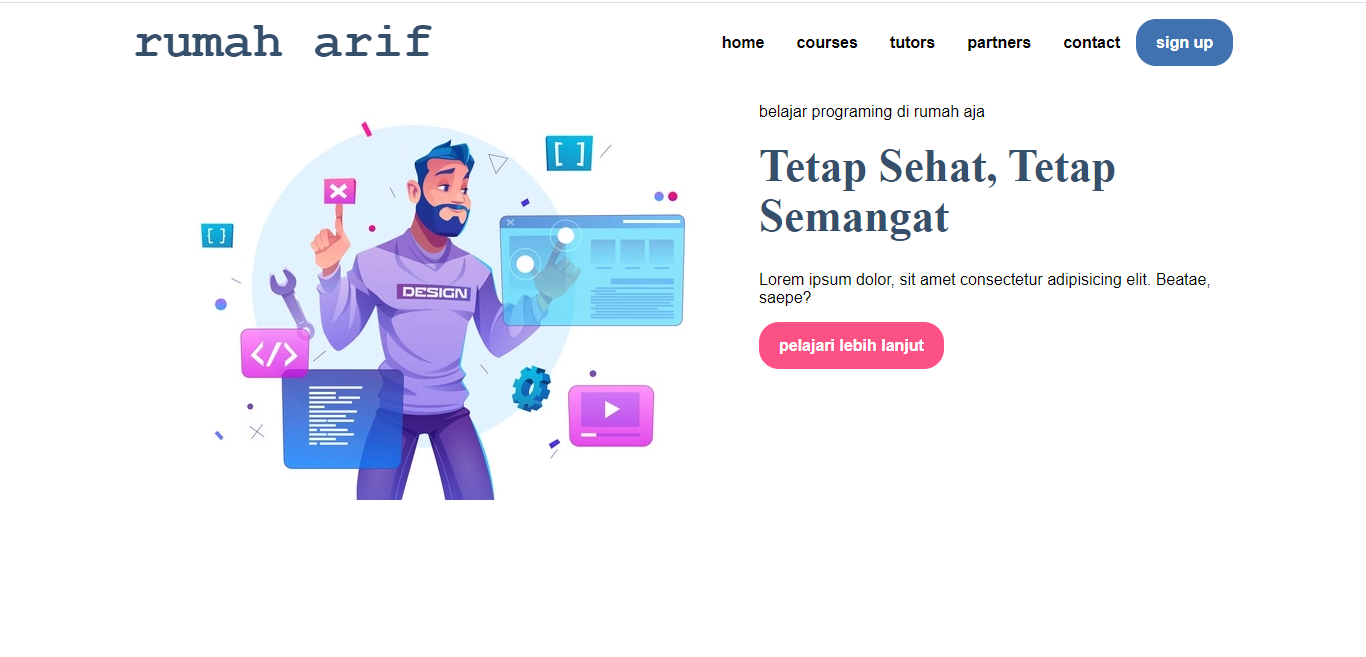 rumah arif
home courses tutors partners contact sign up
belajar programing di rumah aja
Tetap Sehat, Tetap
Semangat
Lorem ipsum dolor, sit amet consectetur adipisicing elit. Beatae,
saepe?
pelajari lebih lanjut
[ ]
{ }
DESIGN
</>